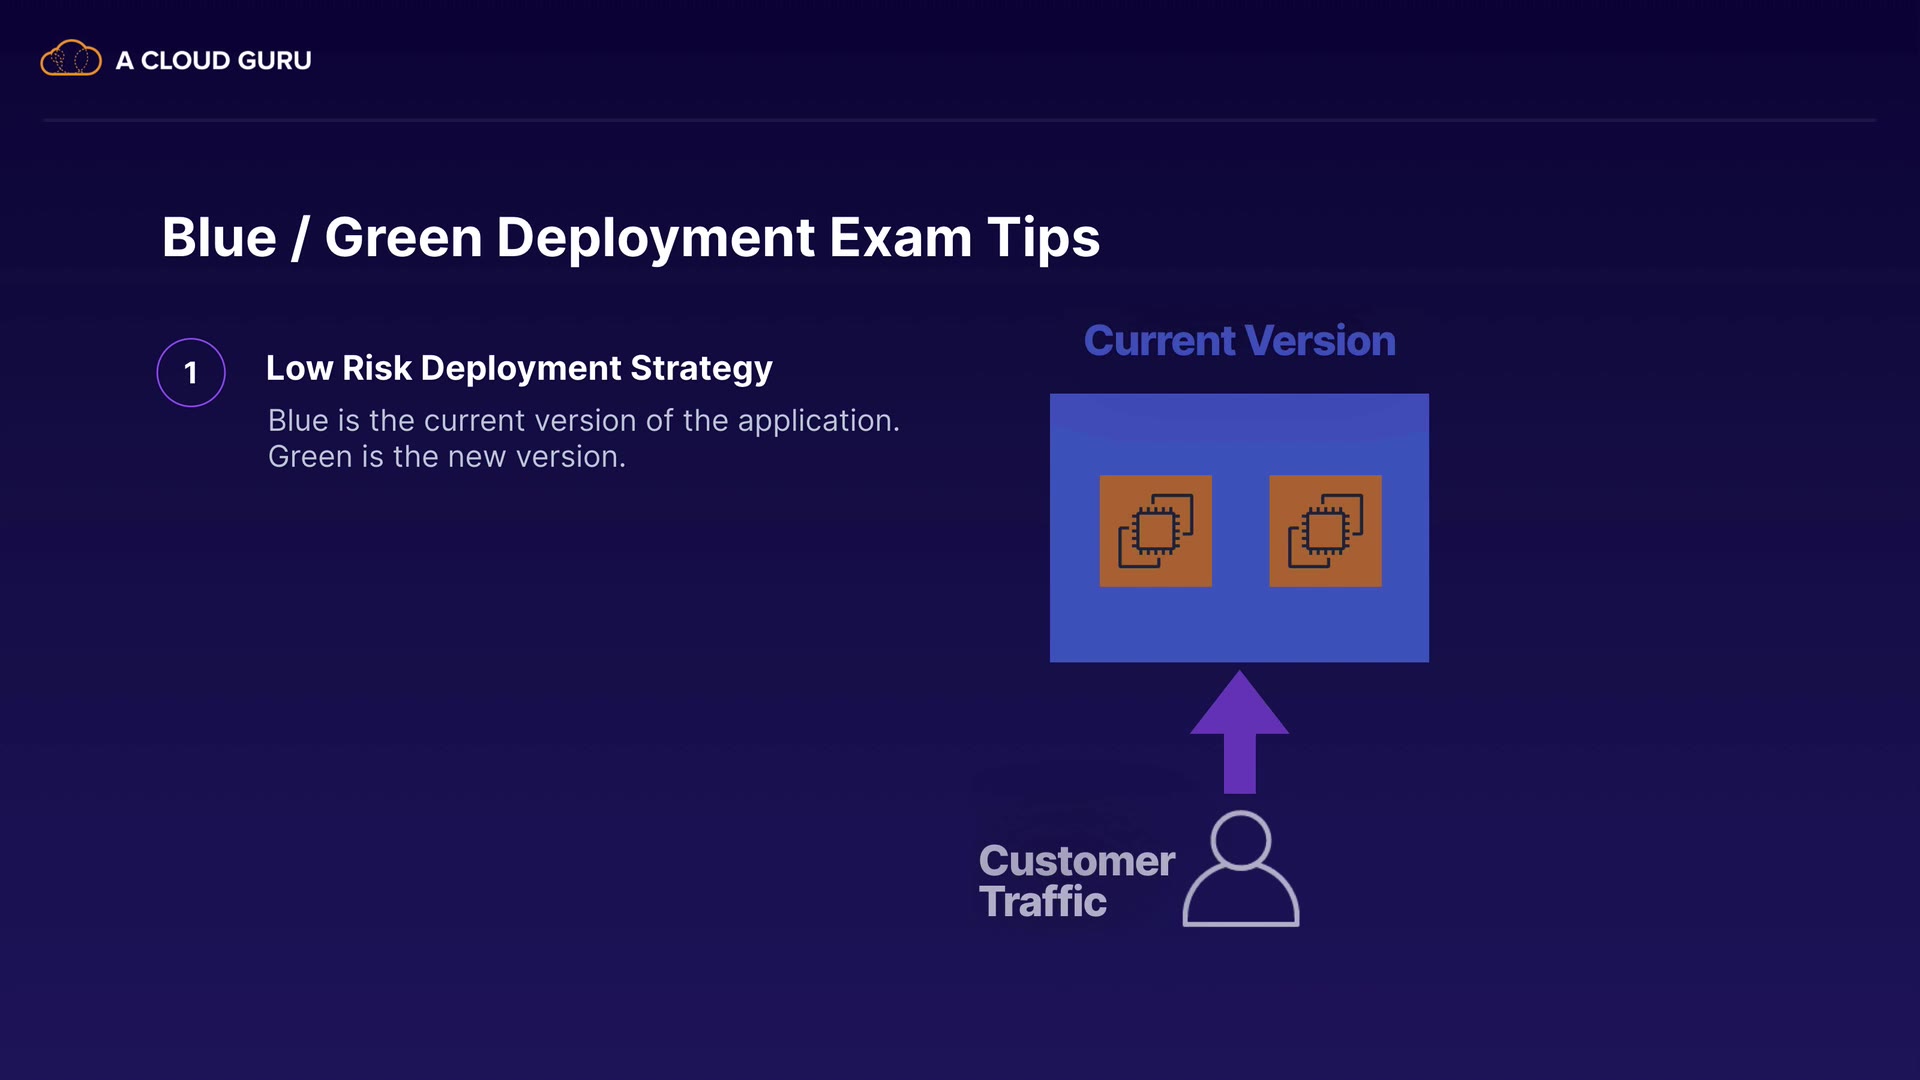 A CLOUD GURU
Blue / Green Deployment Exam Tips
1
Low Risk Deployment Strategy
Blue is the current version of the application.
Green is the new version.
Current Version
Customer
Traffic